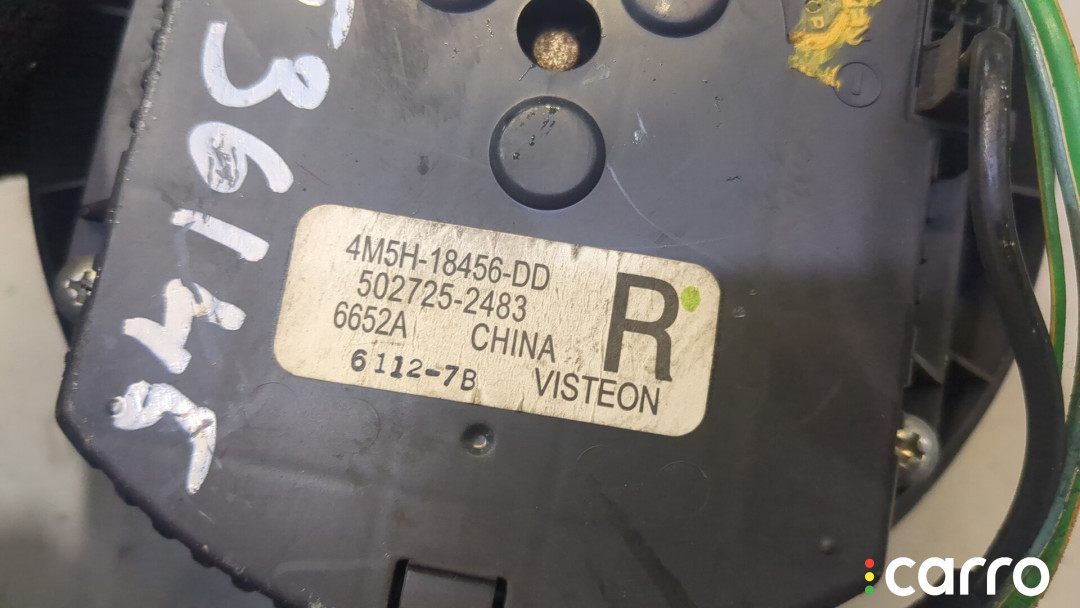 4M5H-18456-DD
502725-2483
6652A CHINA
6112-7B VISTEON
R
carro